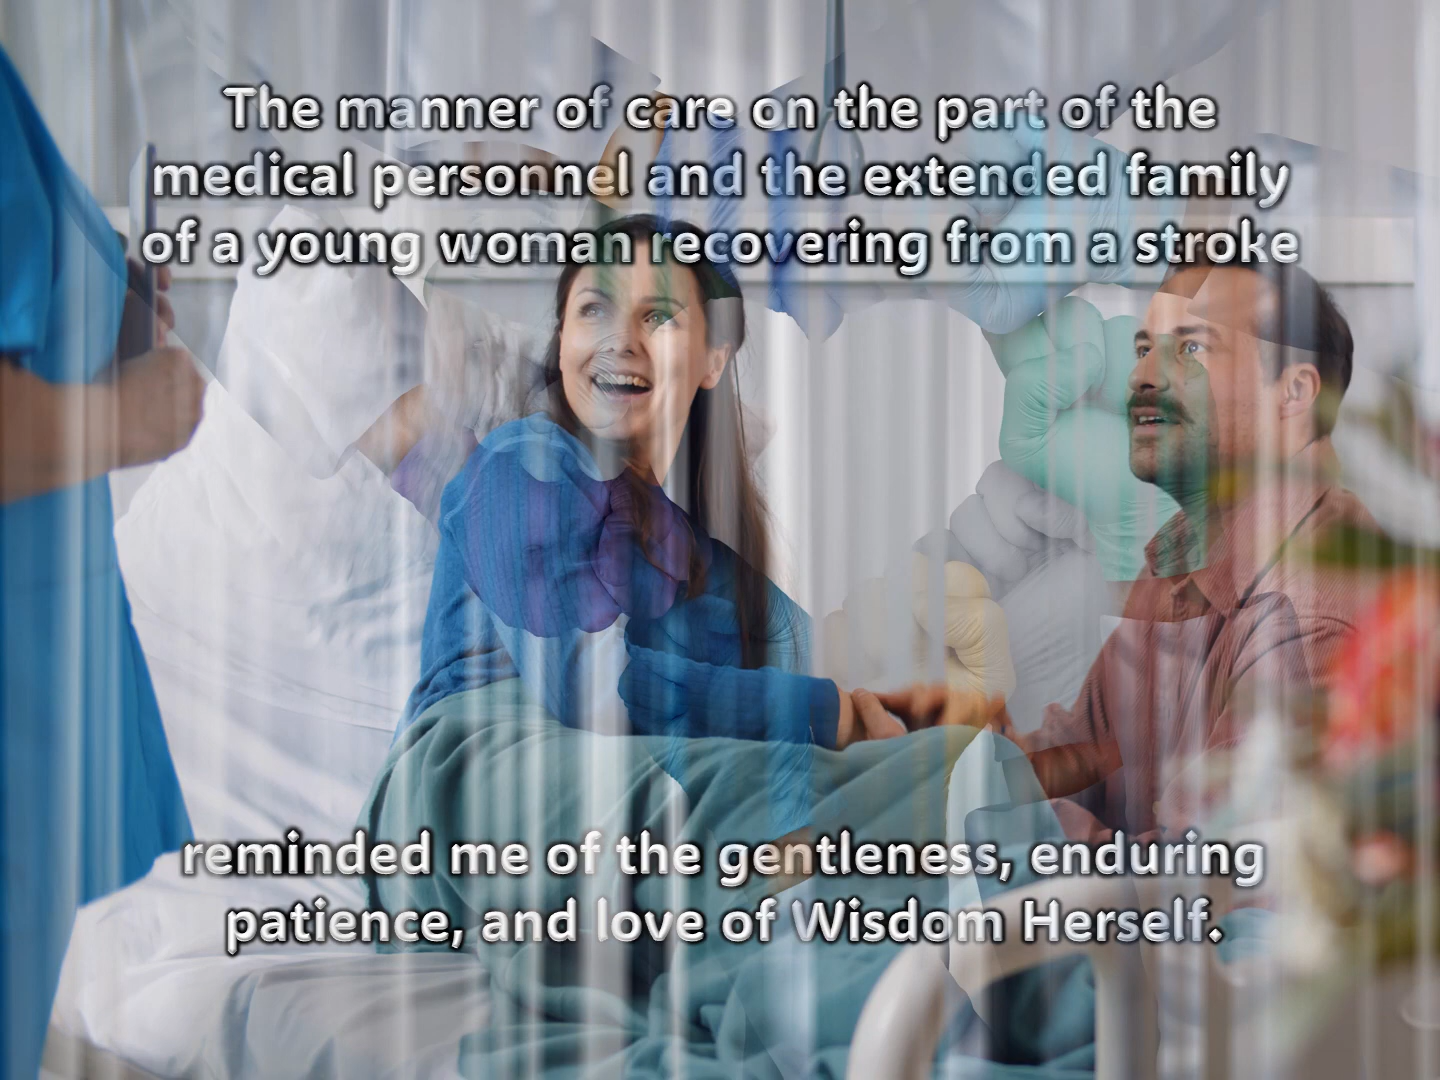 The manner of care on the part of the
medical personnel and the extended family
of a young woman recovering from a stroke
reminded me of the gentleness, enduring
patience, and love of Wisdom Herself.